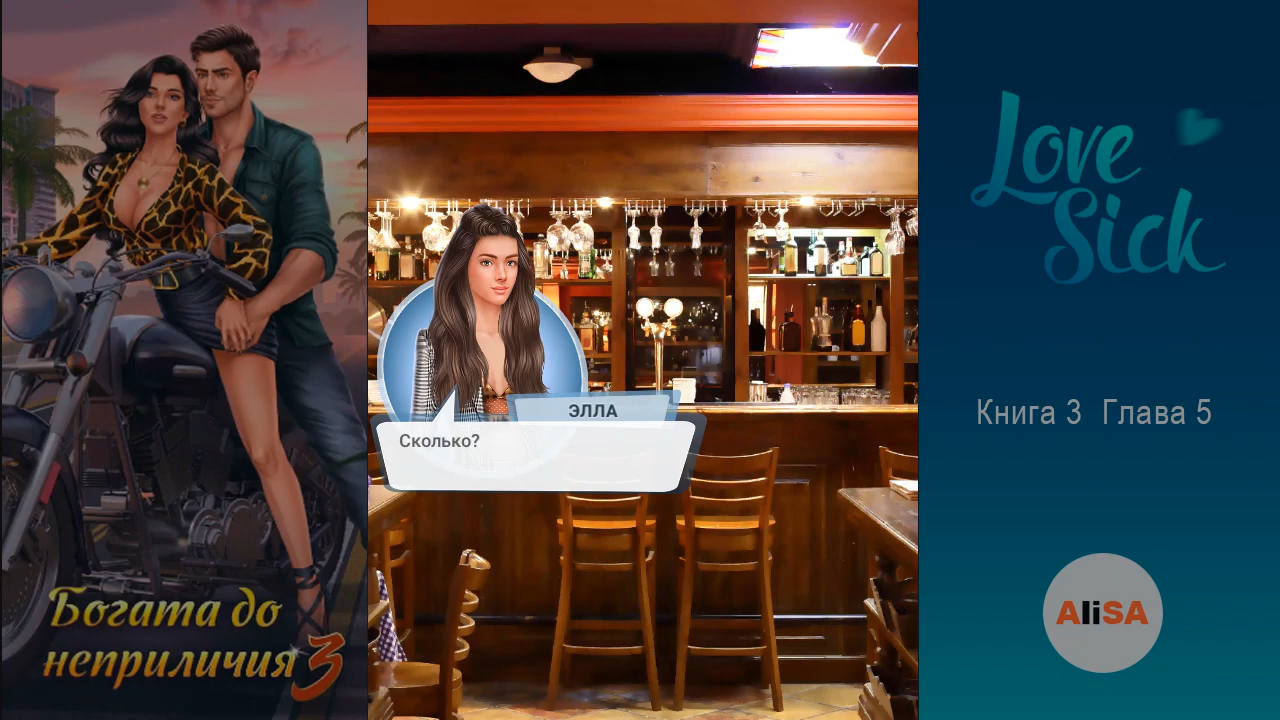 Богата до
неприличия 3
ЭЛЛА
Сколько?
Love
Sick
Книга 3 Глава 5
AliSA